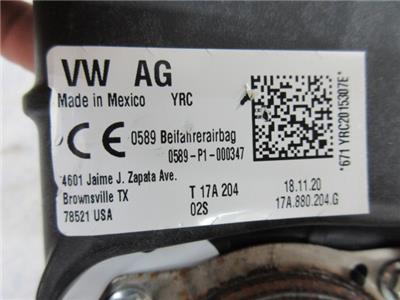 VW AG
Made in Mexico YRC
CE 0589 Beifahrerairbag
0589-P1-000347
4601 Jaime J. Zapata Ave.
Brownsville TX
78521 USA
T 17A 204
02S
18.11.20
17A.880.204.G
*671 YRC2015307E*